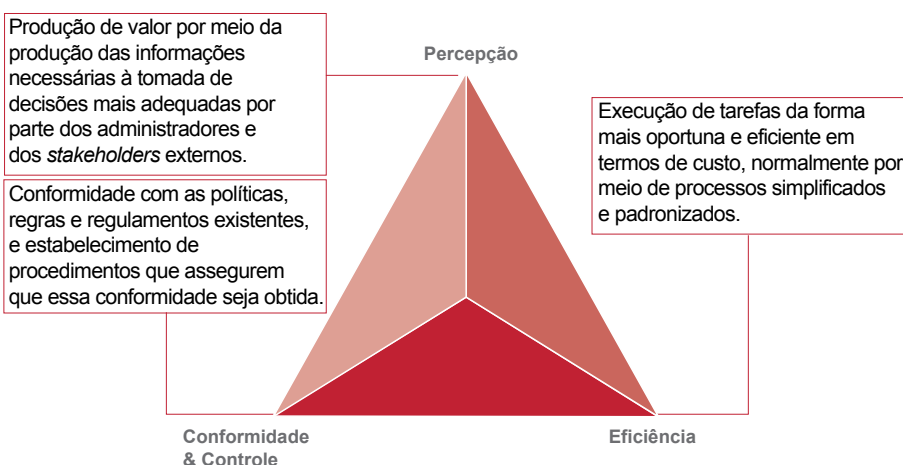 Produção de valor por meio da
produção das informações
necessárias à tomada de
decisões mais adequadas por
parte dos administradores e
dos stakeholders externos.
Conformidade com as políticas,
regras e regulamentos existentes,
e estabelecimento de
procedimentos que assegurem
que essa conformidade seja obtida.
Percepção
Execução de tarefas da forma
mais oportuna e eficiente em
termos de custo, normalmente por
meio de processos simplificados
e padronizados.
Conformidade
& Controle
Eficiência